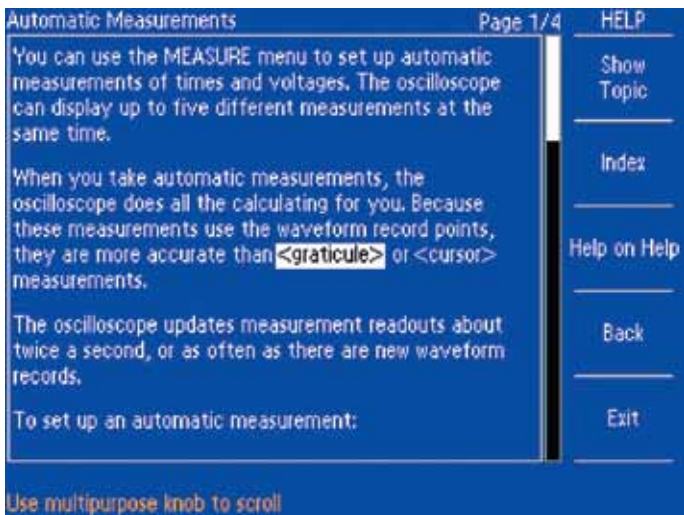 Automatic Measurements Page 1/4 HELP
You can use the MEASURE menu to set up automatic
measurements of times and voltages. The oscilloscope
can display up to five different measurements at the
same time.
When you take automatic measurements, the
oscilloscope does all the calculating for you. Because
these measurements use the waveform record points,
they are more accurate than <graticule> or <cursor>
measurements.
The oscilloscope updates measurement readouts about
twice a second, or as often as there are new waveform
records.
To set up an automatic measurement:
Show
Topic
Index
Help on Help
Back
Exit
Use multipurpose knob to scroll